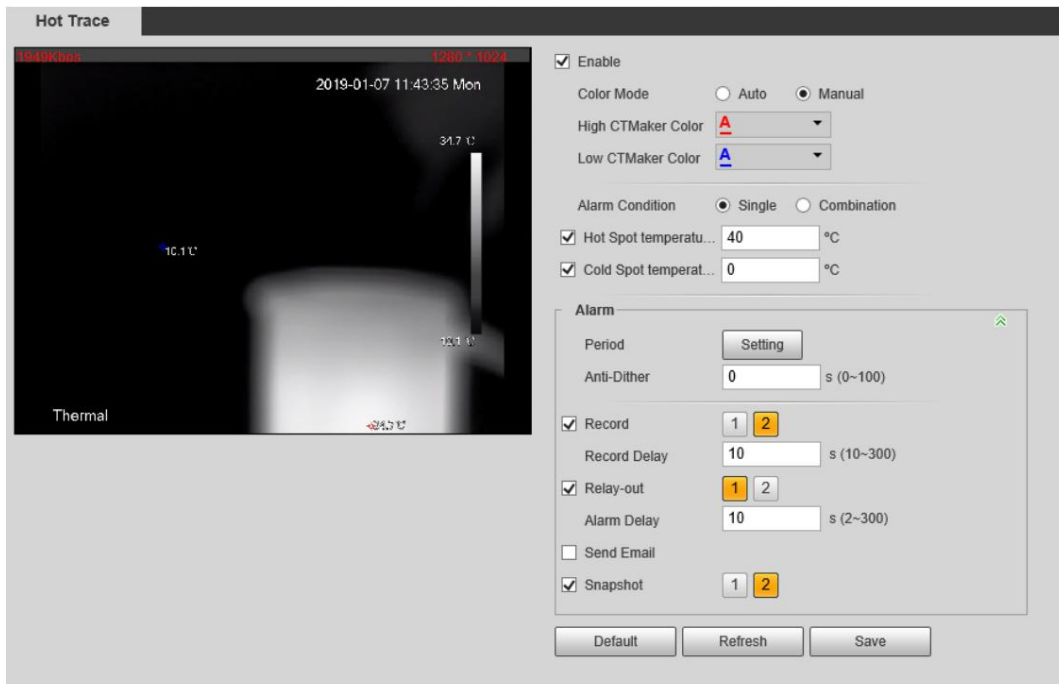 Hot Trace
1949Kbps 1280 * 1024
2019-01-07 11:43:35 Mon
34.7 ℃
Thermal
Enable
Color Mode Auto Manual
High CTMaker Color A
Low CTMaker Color A
Alarm Condition Single Combination
Hot Spot temperatu... 40 °C
Cold Spot temperat... 0 °C
Alarm
Period Setting
Anti-Dither 0 s (0~100)
Record 1 2
Record Delay 10 s (10~300)
Relay-out 1 2
Alarm Delay 10 s (2~300)
Send Email
Snapshot 1 2
Default Refresh Save